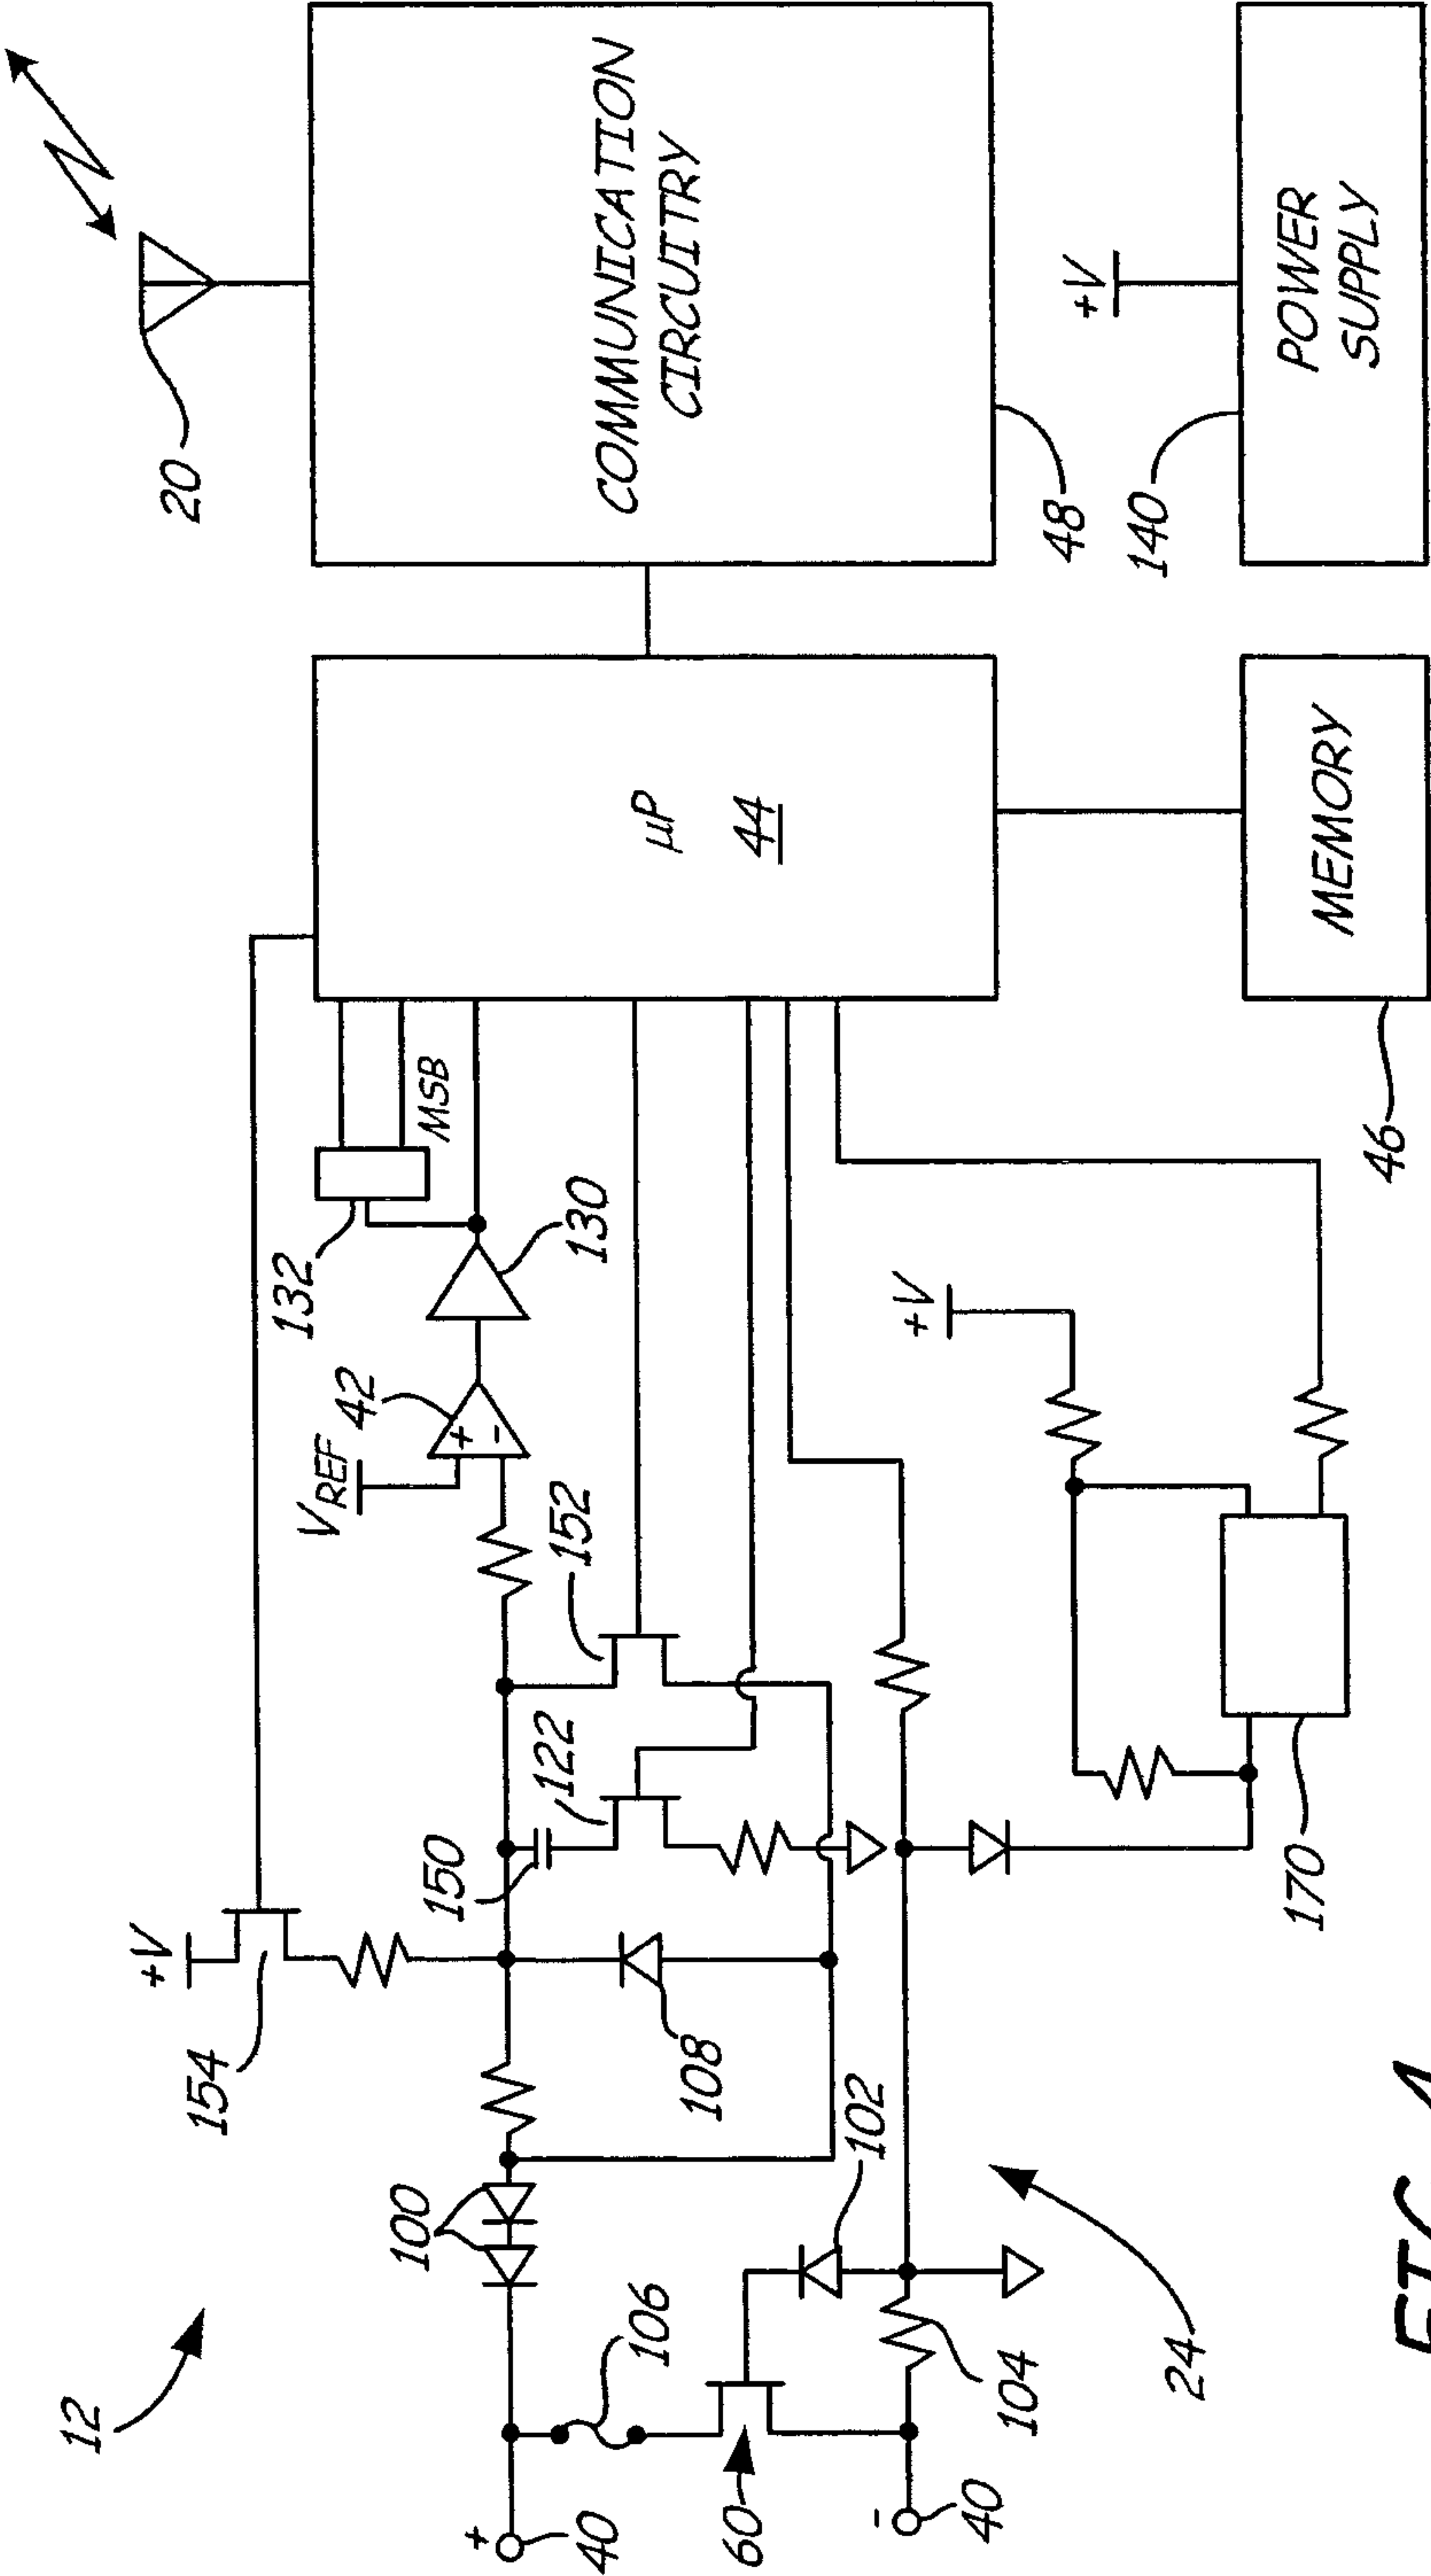 12
20
154
+V
132
VREF
42
MSB
130
100
150
122
152
108
106
+
40
60
-
40
104
102
24
+
-
µP
44
COMMUNICATION
CIRCUITRY
48
+V
170
46
MEMORY
+V
140
POWER
SUPPLY